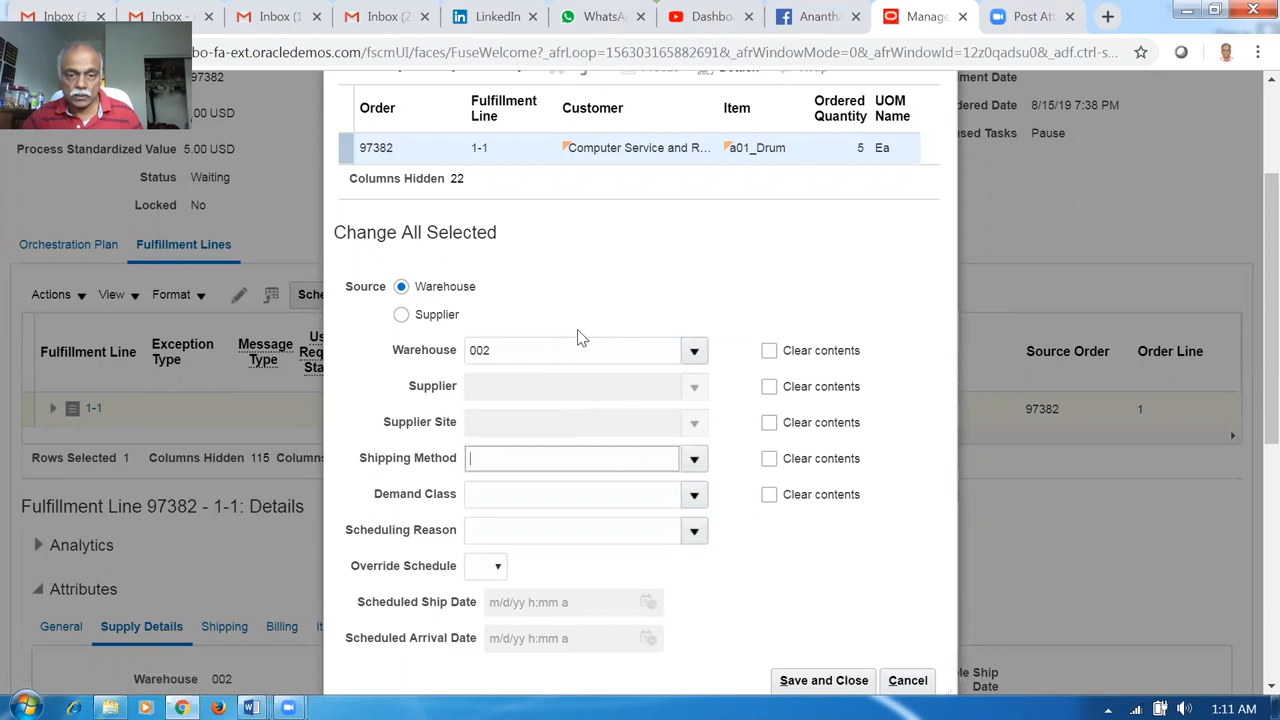 Inbox (3
Inbox (
Inbox (1
Inbox (2
LinkedIn
WhatsA
Dashbo
Anantha
Manage
Post Att
bo-fa-ext.oracledemos.com/fscmUI/faces/FuseWelcome?_afrLoop=156303165882691&_afrWindowMode=0&_afrWindowId=12z0qadsu0&_adf.ctrl-s...
97382
.00 USD
Process Standardized Value 5.00 USD
Status Waiting
Locked No
Order Fulfillment Line Customer Item Ordered Quantity UOM Name
97382 1-1 Computer Service and R... a01_Drum 5 Ea
Columns Hidden 22
ment Date
dered Date 8/15/19 7:38 PM
used Tasks Pause
Orchestration Plan Fulfillment Lines
Actions View Format Sche
Fulfillment Line Exception Type Message Type Us Req Sta
1-1
Rows Selected 1 Columns Hidden 115 Columns
Source Order Order Line
97382 1
Change All Selected
Source Warehouse
Supplier
Warehouse 002 Clear contents
Supplier Clear contents
Supplier Site Clear contents
Shipping Method Clear contents
Demand Class Clear contents
Scheduling Reason
Override Schedule
Scheduled Ship Date m/d/yy h:mm a
Scheduled Arrival Date m/d/yy h:mm a
Save and Close Cancel
Fulfillment Line 97382 - 1-1: Details
Analytics
Attributes
General Supply Details Shipping Billing It
Warehouse 002
le Ship
Date
1:11 AM